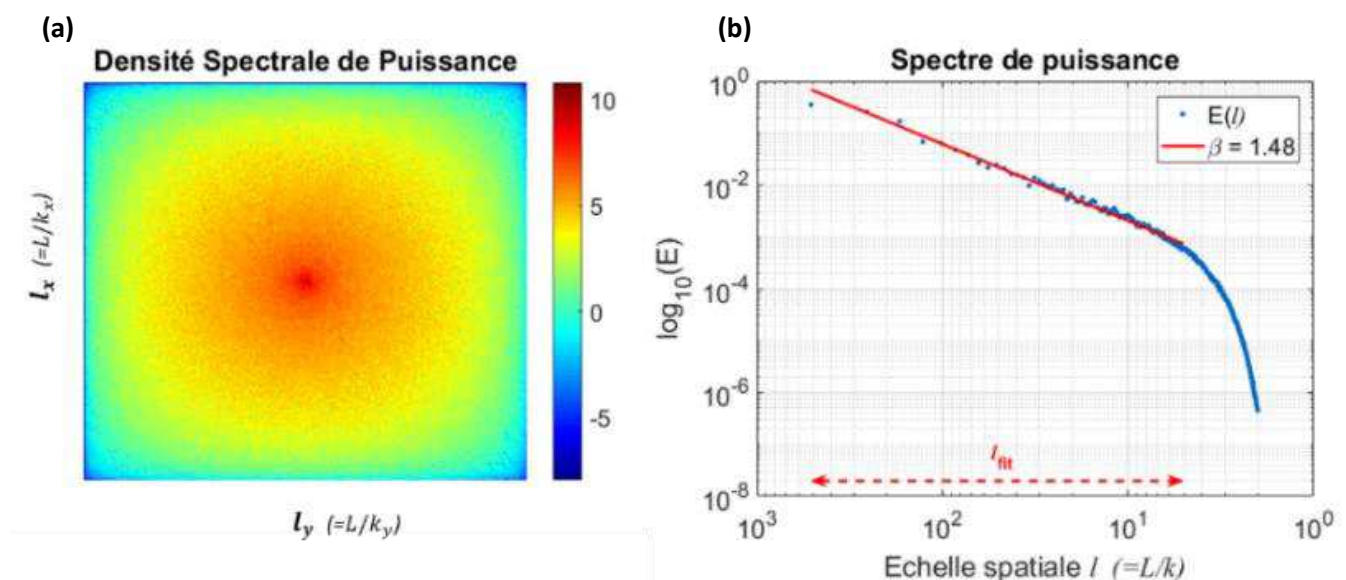 (a)
Densité Spectrale de Puissance
10
5
0
-5
l_x (=L/k_x)
l_y (=L/k_y)
(b)
Spectre de puissance
10^0
10^-2
10^-4
10^-6
10^-8
log_10(E)
E(l)
β = 1.48
l_fit
10^3
10^2
10^1
10^0
Echelle spatiale l (=L/k)